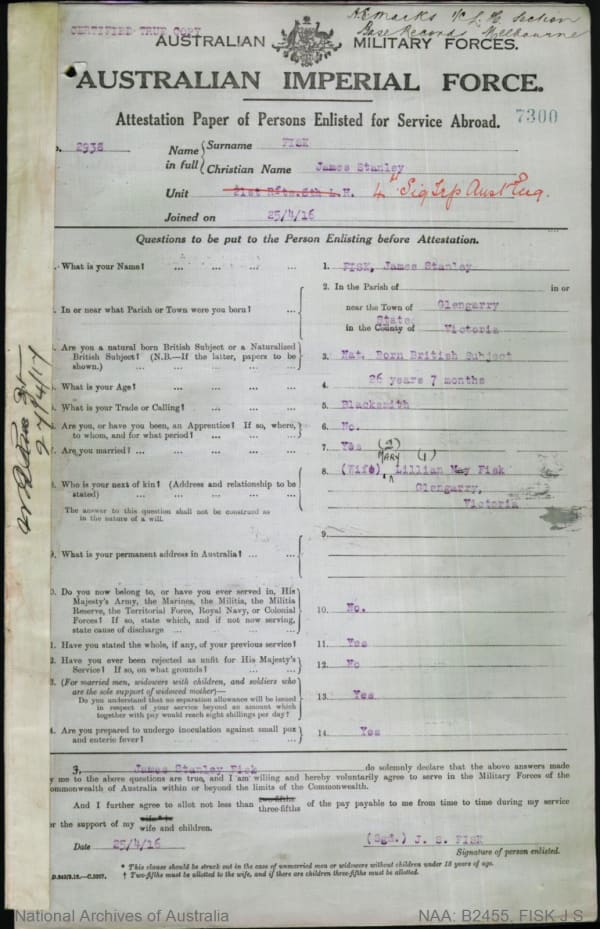 CERTIFIED TRUE COPY
Remarks 1/c L.H. Section
Base Records Melbourne
AUSTRALIAN MILITARY FORCES.
AUSTRALIAN IMPERIAL FORCE.
Attestation Paper of Persons Enlisted for Service Abroad. 7300
o. 2938
Name in full { Surname FISK
Christian Name James Stanley
Unit 21st Rfts. 8th L.H. 4th Sig Trp Aust Eng.
Joined on 25/4/16
Questions to be put to the Person Enlisting before Attestation.
. What is your Name? ... ... ... ...
1. FISK, James Stanley
. In or near what Parish or Town were you born? ...
2. In the Parish of in or
near the Town of Glengarry
State
in the County of Victoria
. Are you a natural born British Subject or a Naturalized
British Subject? (N.B.—If the latter, papers to be
shown.) ... ... ... ... ...
3. Nat. Born British Subject
. What is your Age? ... ... ... ...
4. 26 years 7 months
. What is your Trade or Calling? ... ... ...
5. Blacksmith
. Are you, or have you been, an Apprentice? If so, where,
to whom, and for what period? ... ... ...
6. No.
. Are you married? ... ... ... ... ...
7. Yes
(2) (1)
MARY
. Who is your next of kin? (Address and relationship to be
stated) ... ... ... ... ...
The answer to this question shall not be construed as
in the nature of a will.
8. (Wife) Lillian May Fisk
Glengarry,
Victoria
. What is your permanent address in Australia? ... ...
9.
0. Do you now belong to, or have you ever served in, His
Majesty's Army, the Marines, the Militia, the Militia
Reserve, the Territorial Force, Royal Navy, or Colonial
Forces? If so, state which, and if not now serving,
state cause of discharge ... ... ...
10. No.
1. Have you stated the whole, if any, of your previous service?
11. Yes
2. Have you ever been rejected as unfit for His Majesty's
Service? If so, on what grounds? ... ...
12. No
3. (For married men, widowers with children, and soldiers who
are the sole support of widowed mother)—
Do you understand that no separation allowance will be issued
in respect of your service beyond an amount which
together with pay would reach eight shillings per day?
13. Yes
4. Are you prepared to undergo inoculation against small pox
and enteric fever? ... ... ... ...
14. Yes
I, James Stanley Fisk do solemnly declare that the above answers made
y me to the above questions are true, and I am willing and hereby voluntarily agree to serve in the Military Forces of the
ommonwealth of Australia within or beyond the limits of the Commonwealth.
And I further agree to allot not less than two-fifths three-fifths of the pay payable to me from time to time during my service
or the support of my wife
wife and children.
Date 25/4/16
(Sgd.) J. S. FISK
Signature of person enlisted.
* This clause should be struck out in the case of unmarried men or widowers without children under 18 years of age.
† Two-fifths must be allotted to the wife, and if there are children three-fifths must be allotted.
27/4/17
National Archives of Australia
NAA: B2455, FISK J S